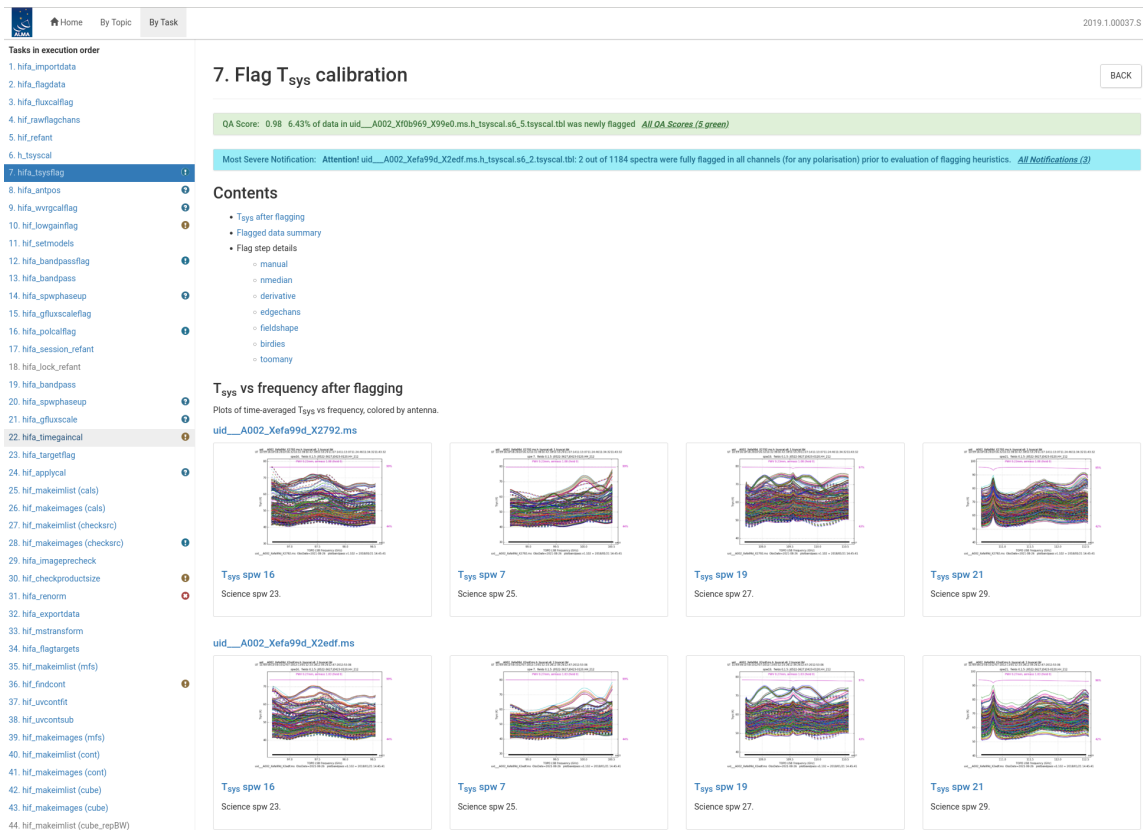 ALMA
Home
By Topic
By Task
2019.1.00037.S
Tasks in execution order
1. hifa_importdata
2. hifa_flagdata
3. hifa_fluxcalflag
4. hif_rawflagchans
5. hif_refant
6. h_tsyscal
7. hifa_tsysflag
8. hifa_antpos
9. hifa_wvrgcalflag
10. hif_lowgainflag
11. hif_setmodels
12. hifa_bandpassflag
13. hifa_bandpass
14. hifa_spwphaseup
15. hifa_gfluxscaleflag
16. hifa_polcalflag
17. hifa_session_refant
18. hifa_lock_refant
19. hifa_bandpass
20. hifa_spwphaseup
21. hifa_gfluxscale
22. hifa_timegaincal
23. hifa_targetflag
24. hif_applycal
25. hif_makeimlist (cals)
26. hif_makeimages (cals)
27. hif_makeimlist (checksrc)
28. hif_makeimages (checksrc)
29. hifa_imageprecheck
30. hif_checkproductsize
31. hifa_renorm
32. hifa_exportdata
33. hif_mstransform
34. hifa_flagtargets
35. hif_makeimlist (mfs)
36. hif_findcont
37. hif_uvcontfit
38. hif_uvcontsub
39. hif_makeimages (mfs)
40. hif_makeimlist (cont)
41. hif_makeimages (cont)
42. hif_makeimlist (cube)
43. hif_makeimages (cube)
44. hif_makeimlist (cube_repBW)
7. Flag Tsys calibration
BACK
QA Score: 0.98 6.43% of data in uid___A002_Xf0b969_X99e0.ms.h_tsyscal.s6_5.tsyscal.tbl was newly flagged All QA Scores (5 green)
Most Severe Notification: Attention! uid___A002_Xefa99d_X2edf.ms.h_tsyscal.s6_2.tsyscal.tbl: 2 out of 1184 spectra were fully flagged in all channels (for any polarisation) prior to evaluation of flagging heuristics. All Notifications (3)
Contents
• Tsys after flagging
• Flagged data summary
• Flag step details
◦ manual
◦ nmedian
◦ derivative
◦ edgechans
◦ fieldshape
◦ birdies
◦ toomany
Tsys vs frequency after flagging
Plots of time-averaged Tsys vs frequency, colored by antenna.
uid___A002_Xefa99d_X2792.ms
Tsys spw 16
Science spw 23.
Tsys spw 7
Science spw 25.
Tsys spw 19
Science spw 27.
Tsys spw 21
Science spw 29.
uid___A002_Xefa99d_X2edf.ms
Tsys spw 16
Science spw 23.
Tsys spw 7
Science spw 25.
Tsys spw 19
Science spw 27.
Tsys spw 21
Science spw 29.